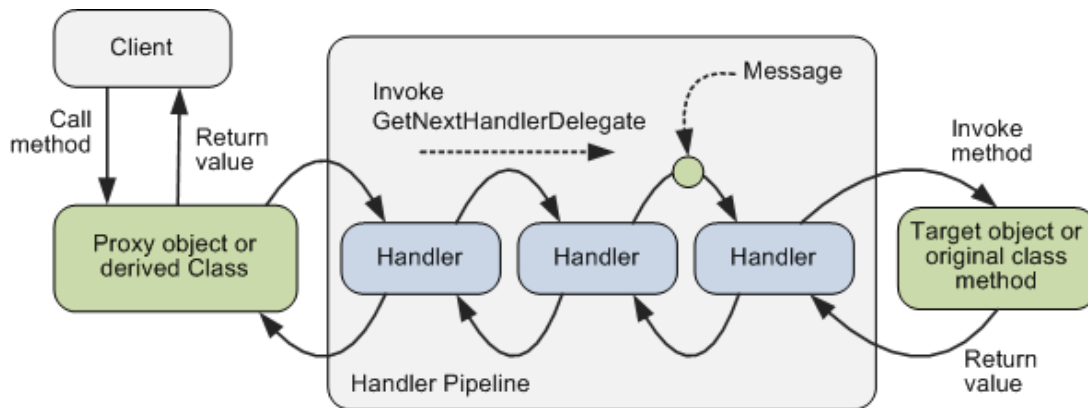 Client
Call
method
Return
value
Proxy object or
derived Class
Invoke
GetNextHandlerDelegate
Message
Handler
Handler
Handler
Handler Pipeline
Invoke
method
Target object or
original class
method
Return
value